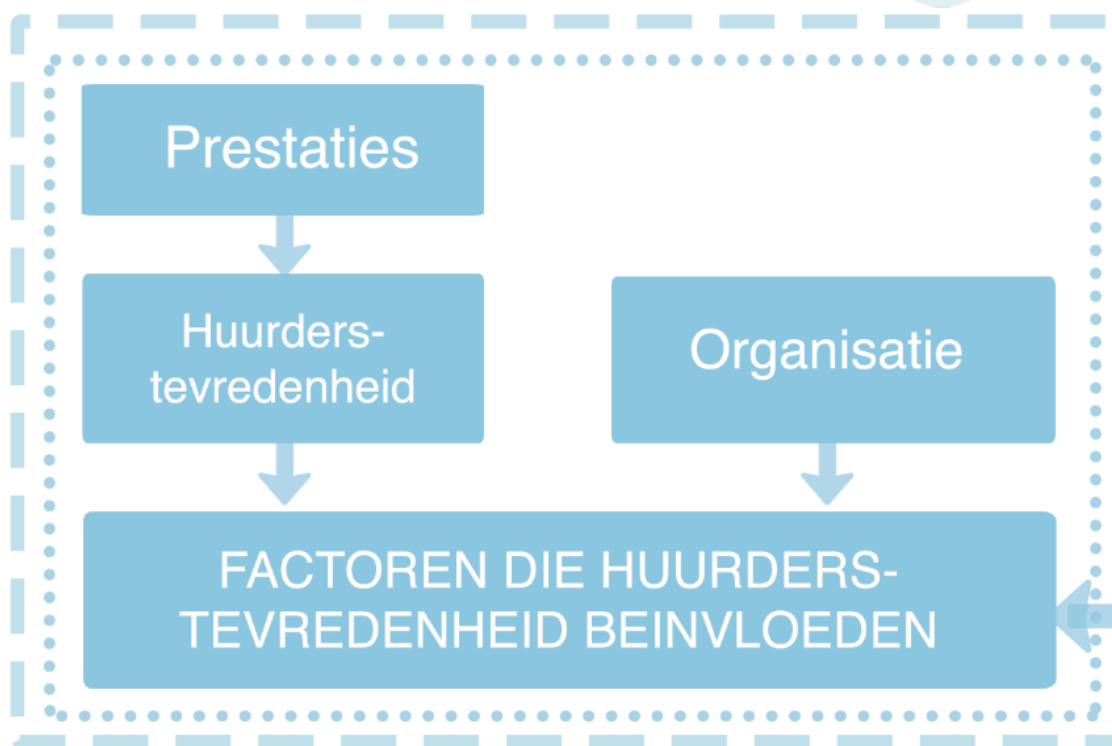 Prestaties
Huurders-
tevredenheid
Organisatie
FACTOREN DIE HUURDERS-
TEVREDENHEID BEINVLOEDEN